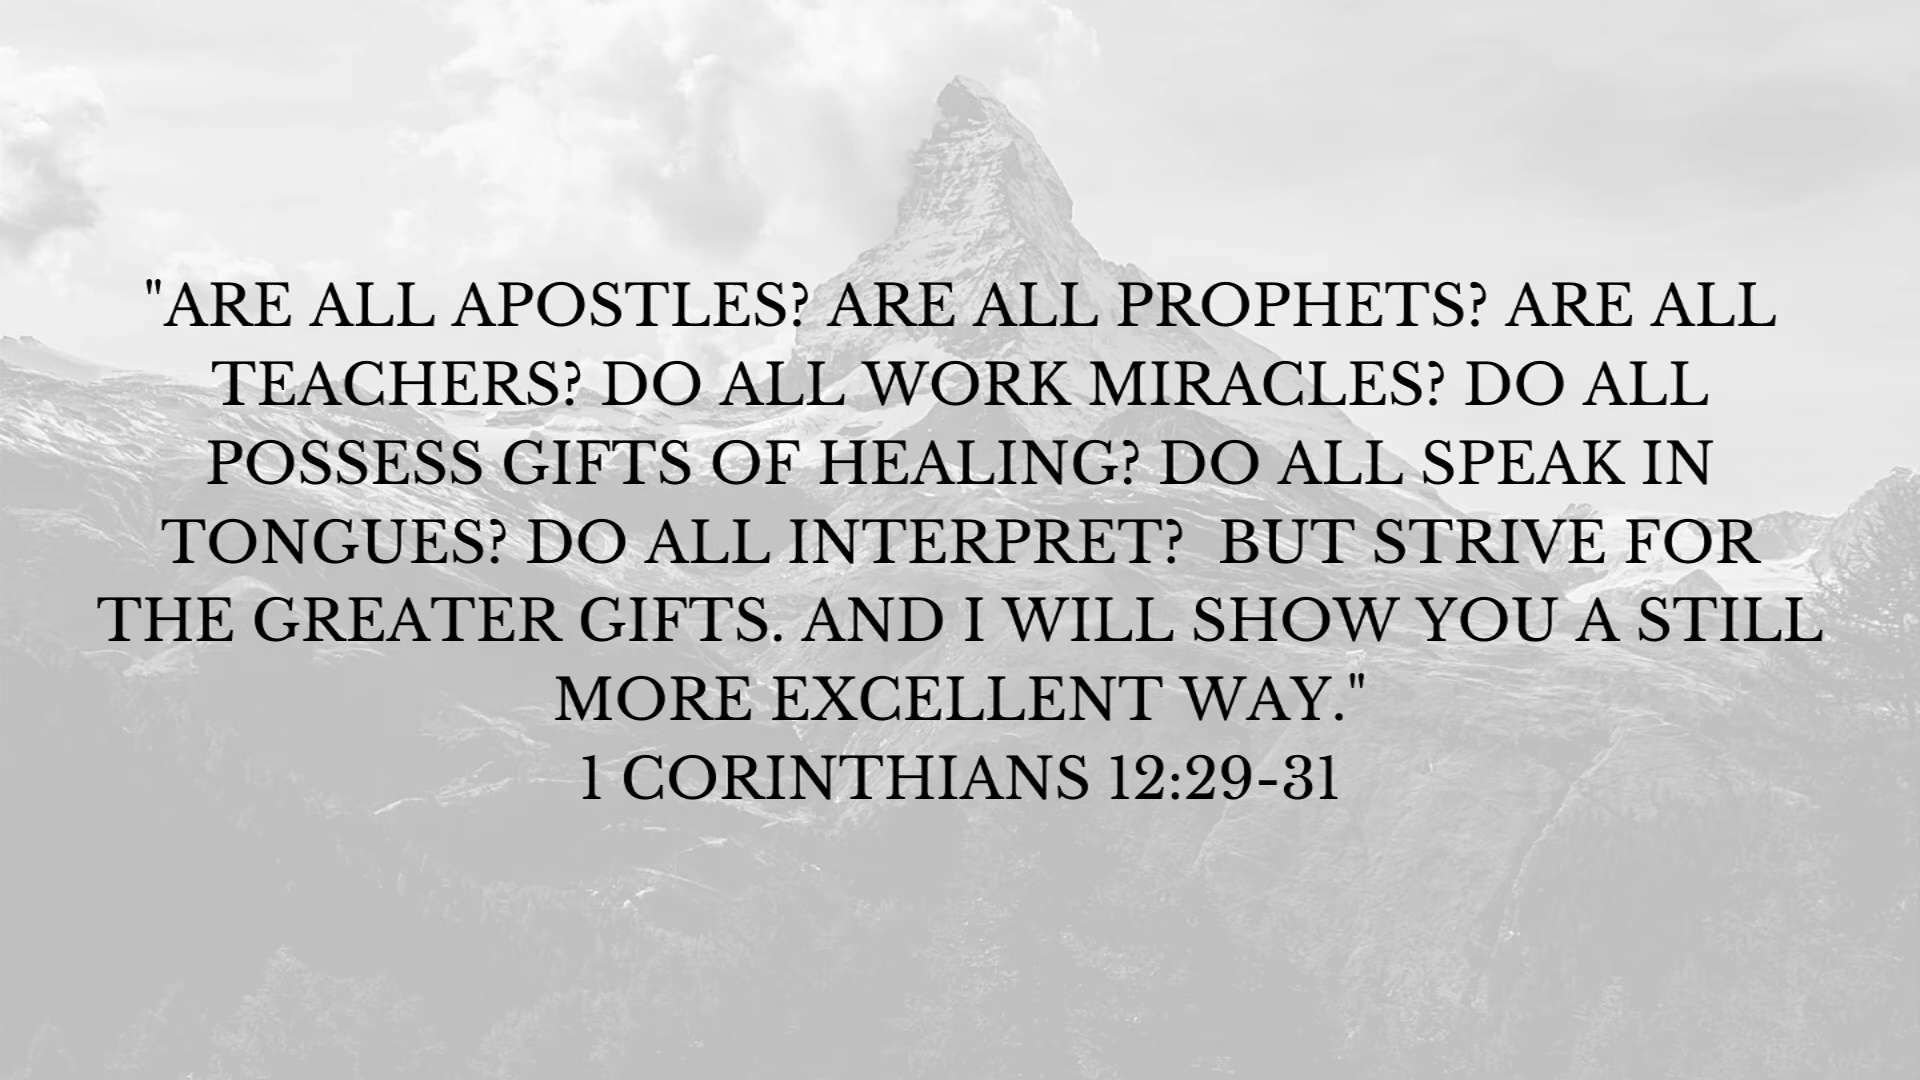 "ARE ALL APOSTLES? ARE ALL PROPHETS? ARE ALL
TEACHERS? DO ALL WORK MIRACLES? DO ALL
POSSESS GIFTS OF HEALING? DO ALL SPEAK IN
TONGUES? DO ALL INTERPRET?  BUT STRIVE FOR
THE GREATER GIFTS. AND I WILL SHOW YOU A STILL
MORE EXCELLENT WAY."
1 CORINTHIANS 12:29-31